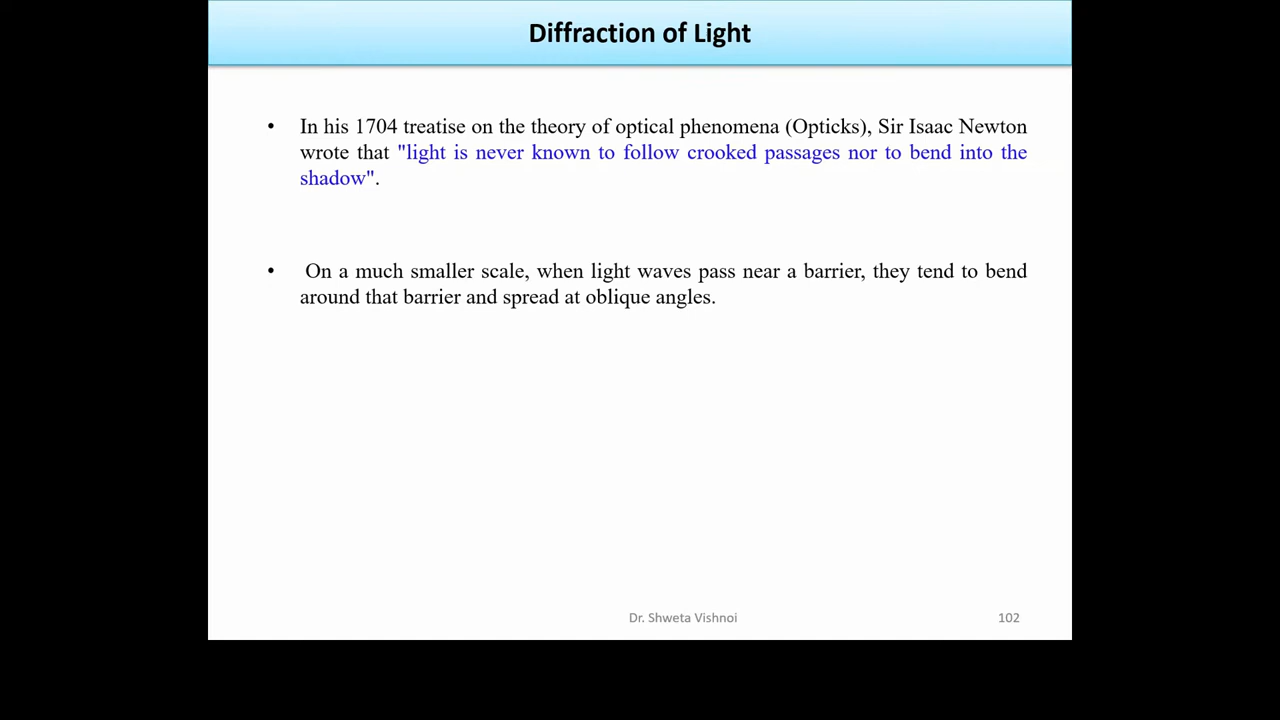 Diffraction of Light
• In his 1704 treatise on the theory of optical phenomena (Opticks), Sir Isaac Newton
wrote that "light is never known to follow crooked passages nor to bend into the
shadow".
• On a much smaller scale, when light waves pass near a barrier, they tend to bend
around that barrier and spread at oblique angles.
Dr. Shweta Vishnoi
102